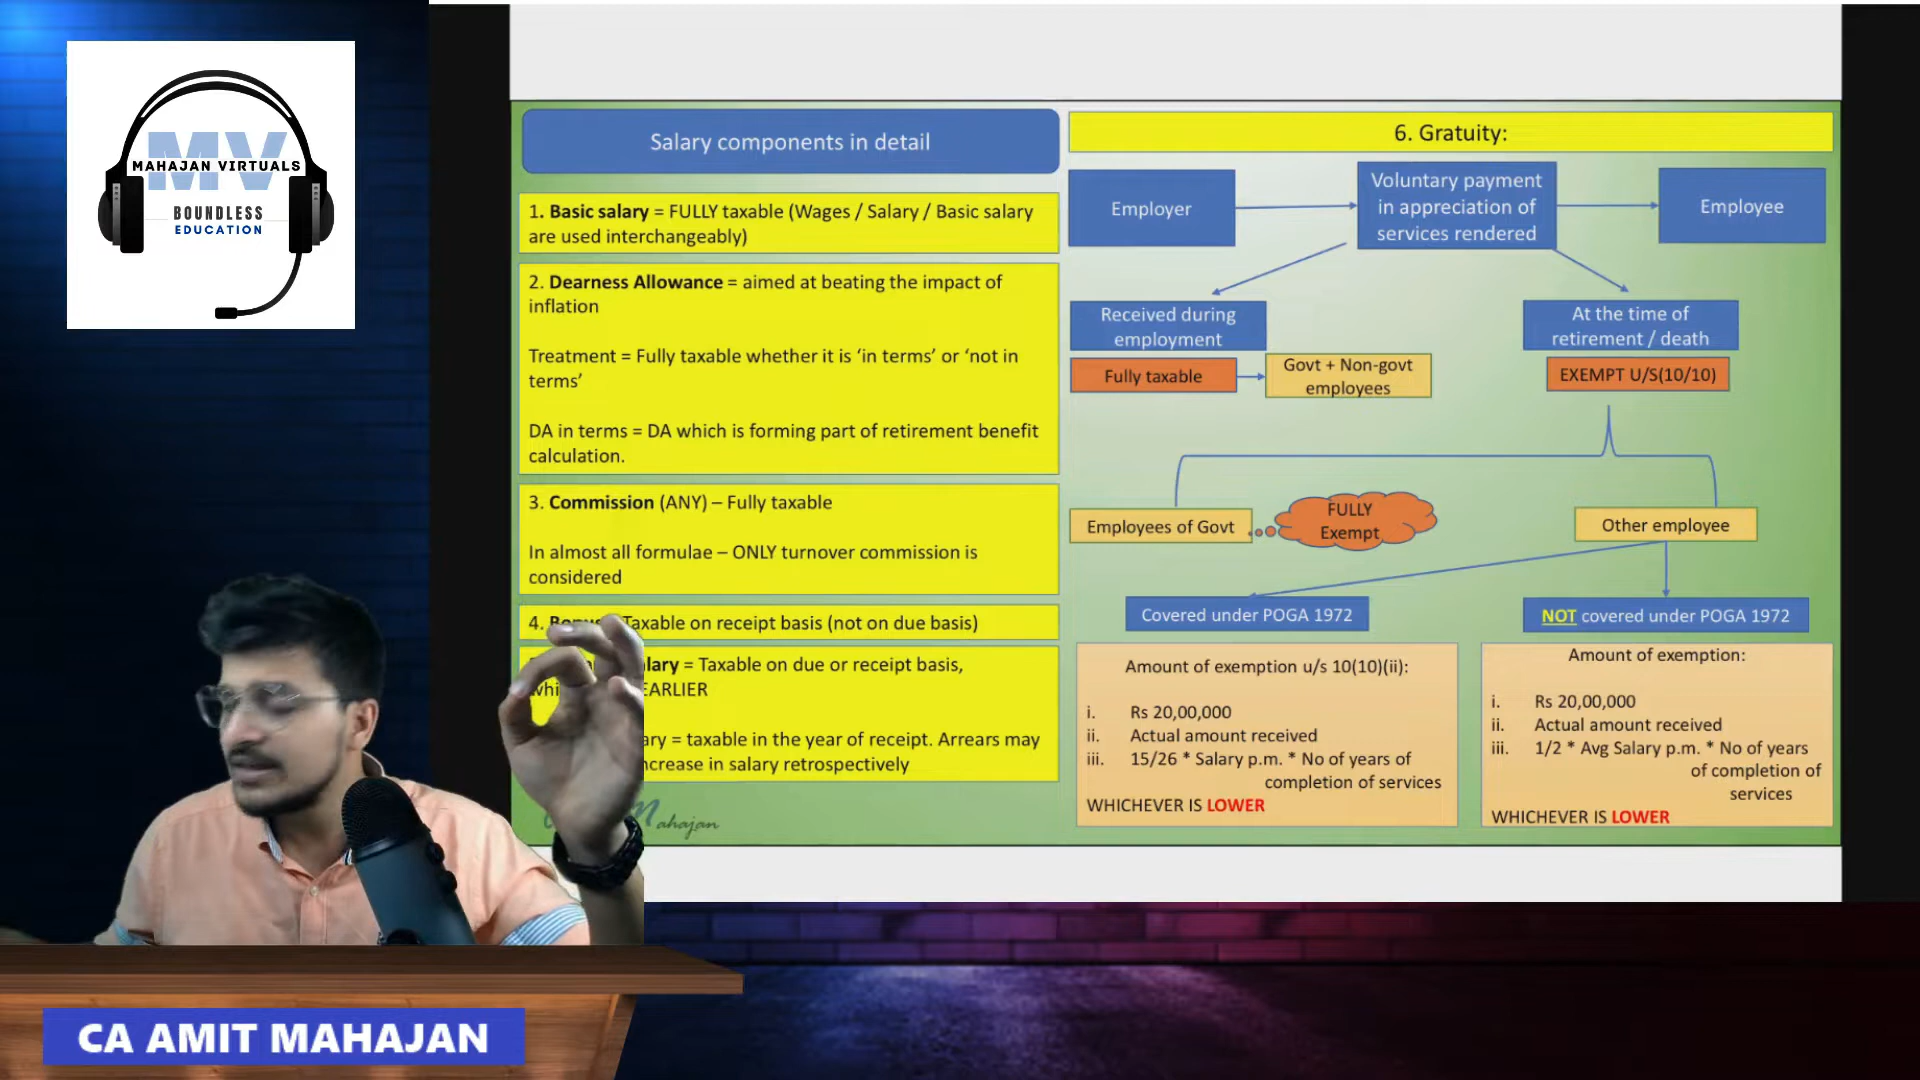 MV
MAHAJAN VIRTUALS
BOUNDLESS
EDUCATION
Salary components in detail
1. Basic salary = FULLY taxable (Wages / Salary / Basic salary
are used interchangeably)
2. Dearness Allowance = aimed at beating the impact of
inflation
Treatment = Fully taxable whether it is ‘in terms’ or ‘not in
terms’
DA in terms = DA which is forming part of retirement benefit
calculation.
3. Commission (ANY) – Fully taxable
In almost all formulae – ONLY turnover commission is
considered
4. Bonus Taxable on receipt basis (not on due basis)
= Taxable on due or receipt basis,
EARLIER
= taxable in the year of receipt. Arrears may
in salary retrospectively
Mahajan
6. Gratuity:
Employer
Voluntary payment
in appreciation of
services rendered
Employee
Received during
employment
At the time of
retirement / death
Fully taxable
Govt + Non-govt
employees
EXEMPT U/S(10/10)
Employees of Govt
FULLY
Exempt
Other employee
Covered under POGA 1972
NOT covered under POGA 1972
Amount of exemption u/s 10(10)(ii):
i. Rs 20,00,000
ii. Actual amount received
iii. 15/26 * Salary p.m. * No of years of
completion of services
WHICHEVER IS LOWER
Amount of exemption:
i. Rs 20,00,000
ii. Actual amount received
iii. 1/2 * Avg Salary p.m. * No of years
of completion of
services
WHICHEVER IS LOWER
CA AMIT MAHAJAN